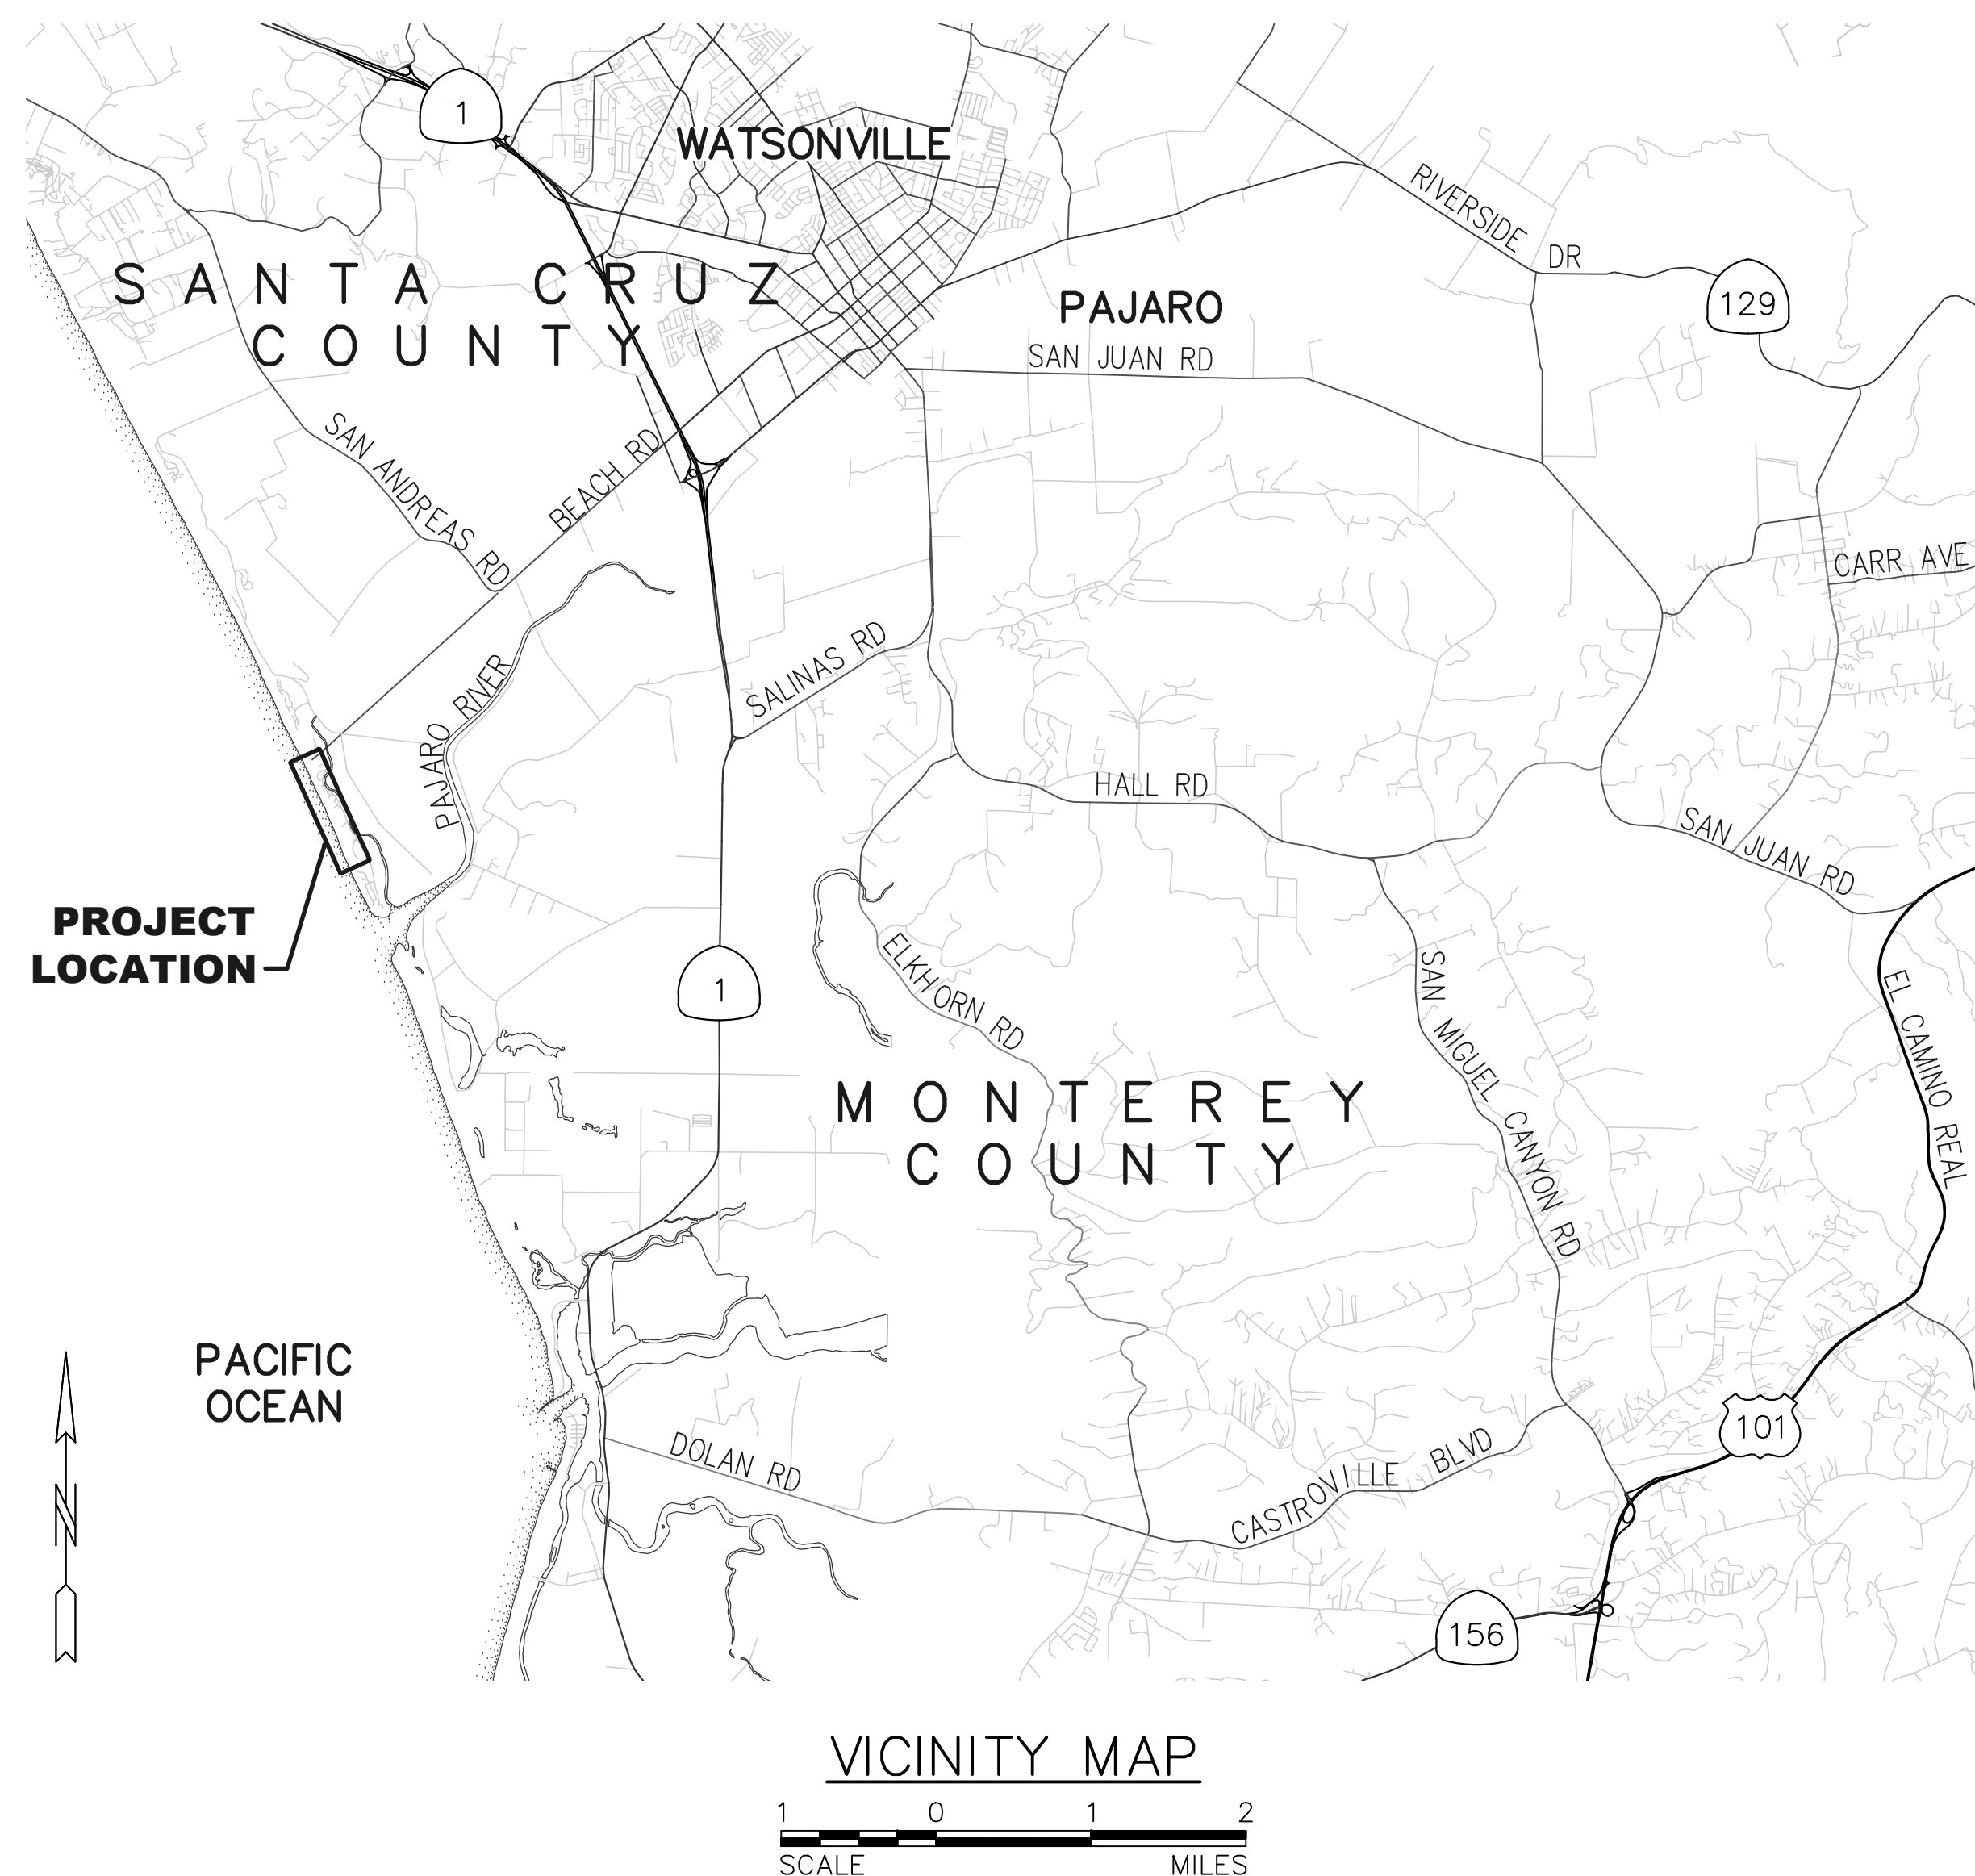 1
WATSONVILLE
RIVERSIDE DR
129
SANTA CRUZ
COUNTY
PAJARO
SAN JUAN RD
SAN ANDREAS RD
BEACH RD
CARR AVE
SALINAS RD
PAJARO RIVER
HALL RD
SAN JUAN RD
PROJECT
LOCATION
1
ELKHORN RD
SAN MIGUEL CANYON RD
EL CAMINO REAL
MONTEREY
COUNTY
PACIFIC
OCEAN
N
DOLAN RD
CASTROVILLE BLVD
101
156
VICINITY MAP
1 0 1 2
SCALE MILES